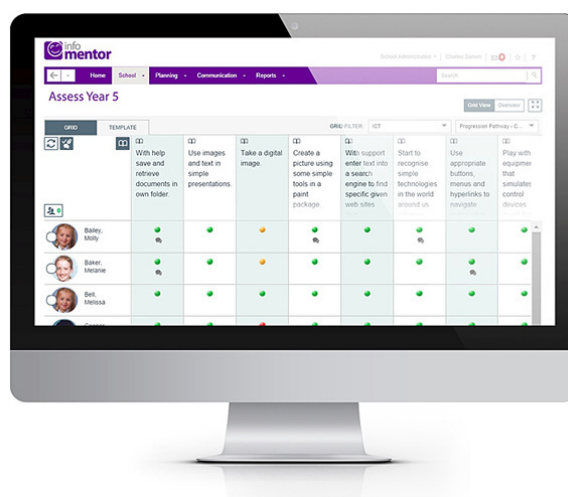 info
mentor
School Administration
Home School Planning Communication Reports Search
Assess Year 5
Grid View Overview
GRID TEMPLATE GRID FILTER: ICT Progression Pathway - C...
With help
save and
retrieve
documents in
own folder.
Use images
and text in
simple
presentations.
Take a digital
image.
Create a
picture using
some simple
tools in a
paint
package.
With support
enter text into
a search
engine to find
specific given
web sites
Start to
recognise
simple
technologies
in the world
around us
Use
appropriate
buttons,
menus and
hyperlinks to
navigate
Play with
equipmer
that
simulates
control
devices
Bailey,
Molly
Baker,
Melanie
Bell,
Melissa